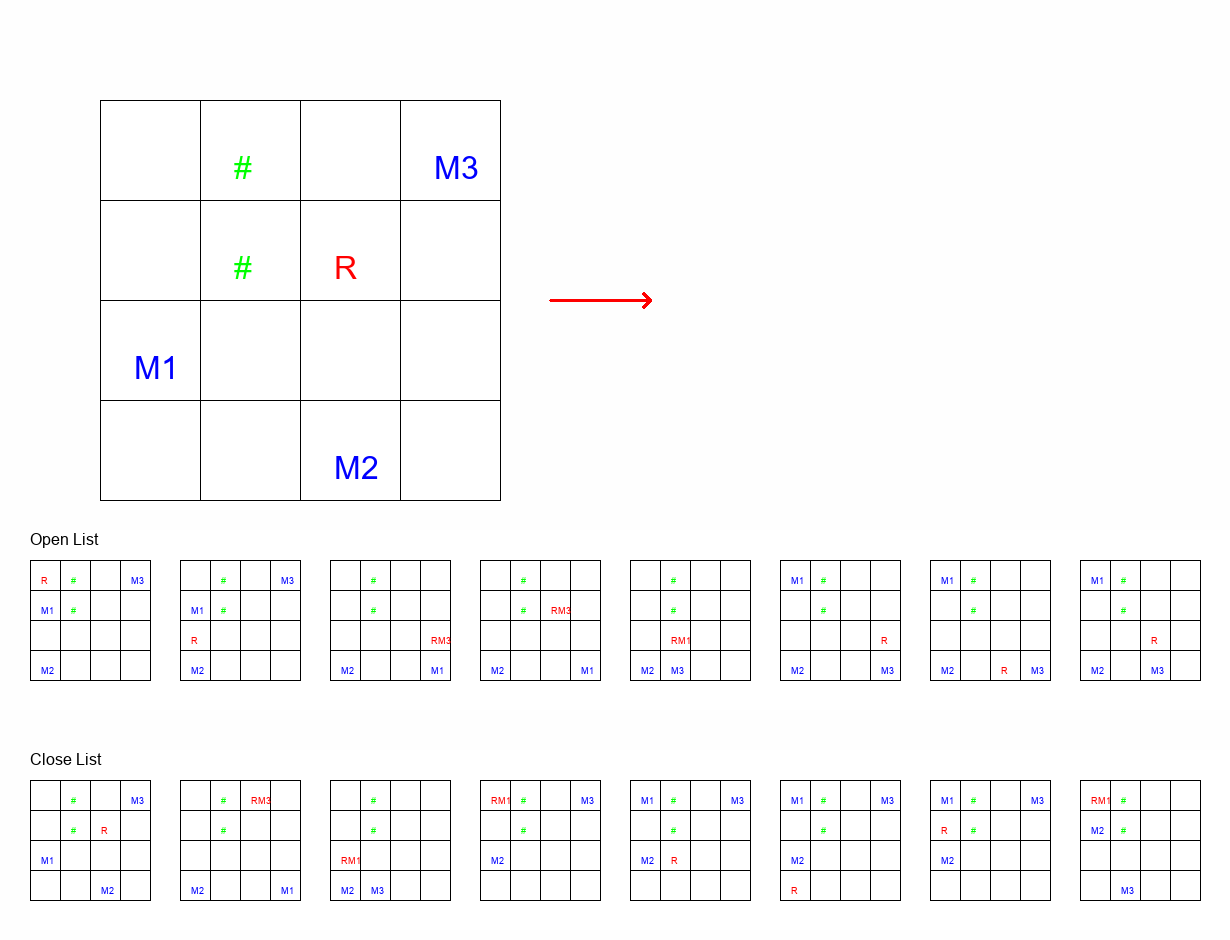 # M3
# R
M1
M2
Open List
R # M3 # M3 # # # M1 # M1 # M1 #
M1 # M1 # # # RM3 # # # #
R RM3 RM1 R R
M2 M2 M2 M1 M2 M1 M2 M3 M2 M3 M2 R M3 M2 M3
Close List
# M3 # RM3 # RM1 # M3 M1 # M3 M1 # M3 M1 # M3 RM1 #
# R # # # # # R # M2 #
M1 RM1 M2 M2 R M2 M2
M2 M2 M1 M2 M3 R M3